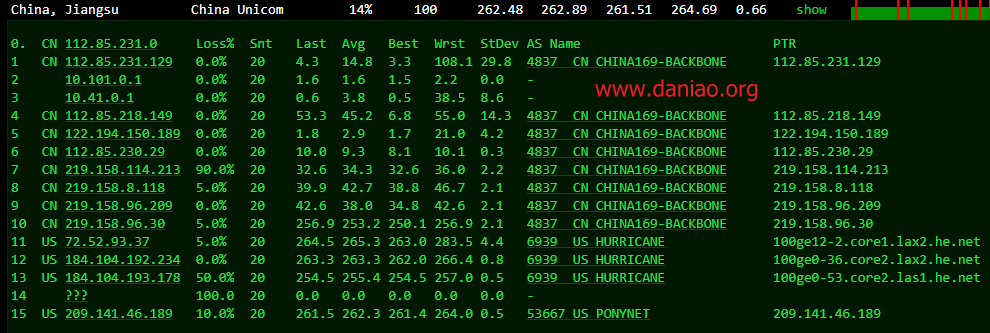 China, Jiangsu China Unicom 14% 100 262.48 262.89 261.51 264.69 0.66 show
0. CN 112.85.231.0 Loss% Snt Last Avg Best Wrst StDev AS Name PTR
1 CN 112.85.231.129 0.0% 20 4.3 14.8 3.3 108.1 29.8 4837 CN CHINA169-BACKBONE 112.85.231.129
2 10.101.0.1 0.0% 20 1.6 1.6 1.5 2.2 0.0 -
3 10.41.0.1 0.0% 20 0.6 3.8 0.5 38.5 8.6 -
www.daniao.org
4 CN 112.85.218.149 0.0% 20 53.3 45.2 6.8 55.0 14.3 4837 CN CHINA169-BACKBONE 112.85.218.149
5 CN 122.194.150.189 0.0% 20 1.8 2.9 1.7 21.0 4.2 4837 CN CHINA169-BACKBONE 122.194.150.189
6 CN 112.85.230.29 0.0% 20 10.0 9.3 8.1 10.1 0.3 4837 CN CHINA169-BACKBONE 112.85.230.29
7 CN 219.158.114.213 90.0% 20 32.6 34.3 32.6 36.0 2.2 4837 CN CHINA169-BACKBONE 219.158.114.213
8 CN 219.158.8.118 5.0% 20 39.9 42.7 38.8 46.7 2.1 4837 CN CHINA169-BACKBONE 219.158.8.118
9 CN 219.158.96.209 0.0% 20 42.6 38.0 34.8 42.6 2.1 4837 CN CHINA169-BACKBONE 219.158.96.209
10 CN 219.158.96.30 5.0% 20 256.9 253.2 250.1 256.9 2.1 4837 CN CHINA169-BACKBONE 219.158.96.30
11 US 72.52.93.37 5.0% 20 264.5 265.3 263.0 283.5 4.4 6939 US HURRICANE 100ge12-2.core1.lax2.he.net
12 US 184.104.192.234 0.0% 20 263.3 263.3 262.0 266.4 0.8 6939 US HURRICANE 100ge0-36.core2.lax2.he.net
13 US 184.104.193.178 50.0% 20 254.5 255.4 254.5 257.0 0.5 6939 US HURRICANE 100ge0-53.core2.las1.he.net
14 ??? 100.0 20 0.0 0.0 0.0 0.0 0.0 -
15 US 209.141.46.189 10.0% 20 261.5 262.3 261.4 264.0 0.5 53667 US PONYNET 209.141.46.189